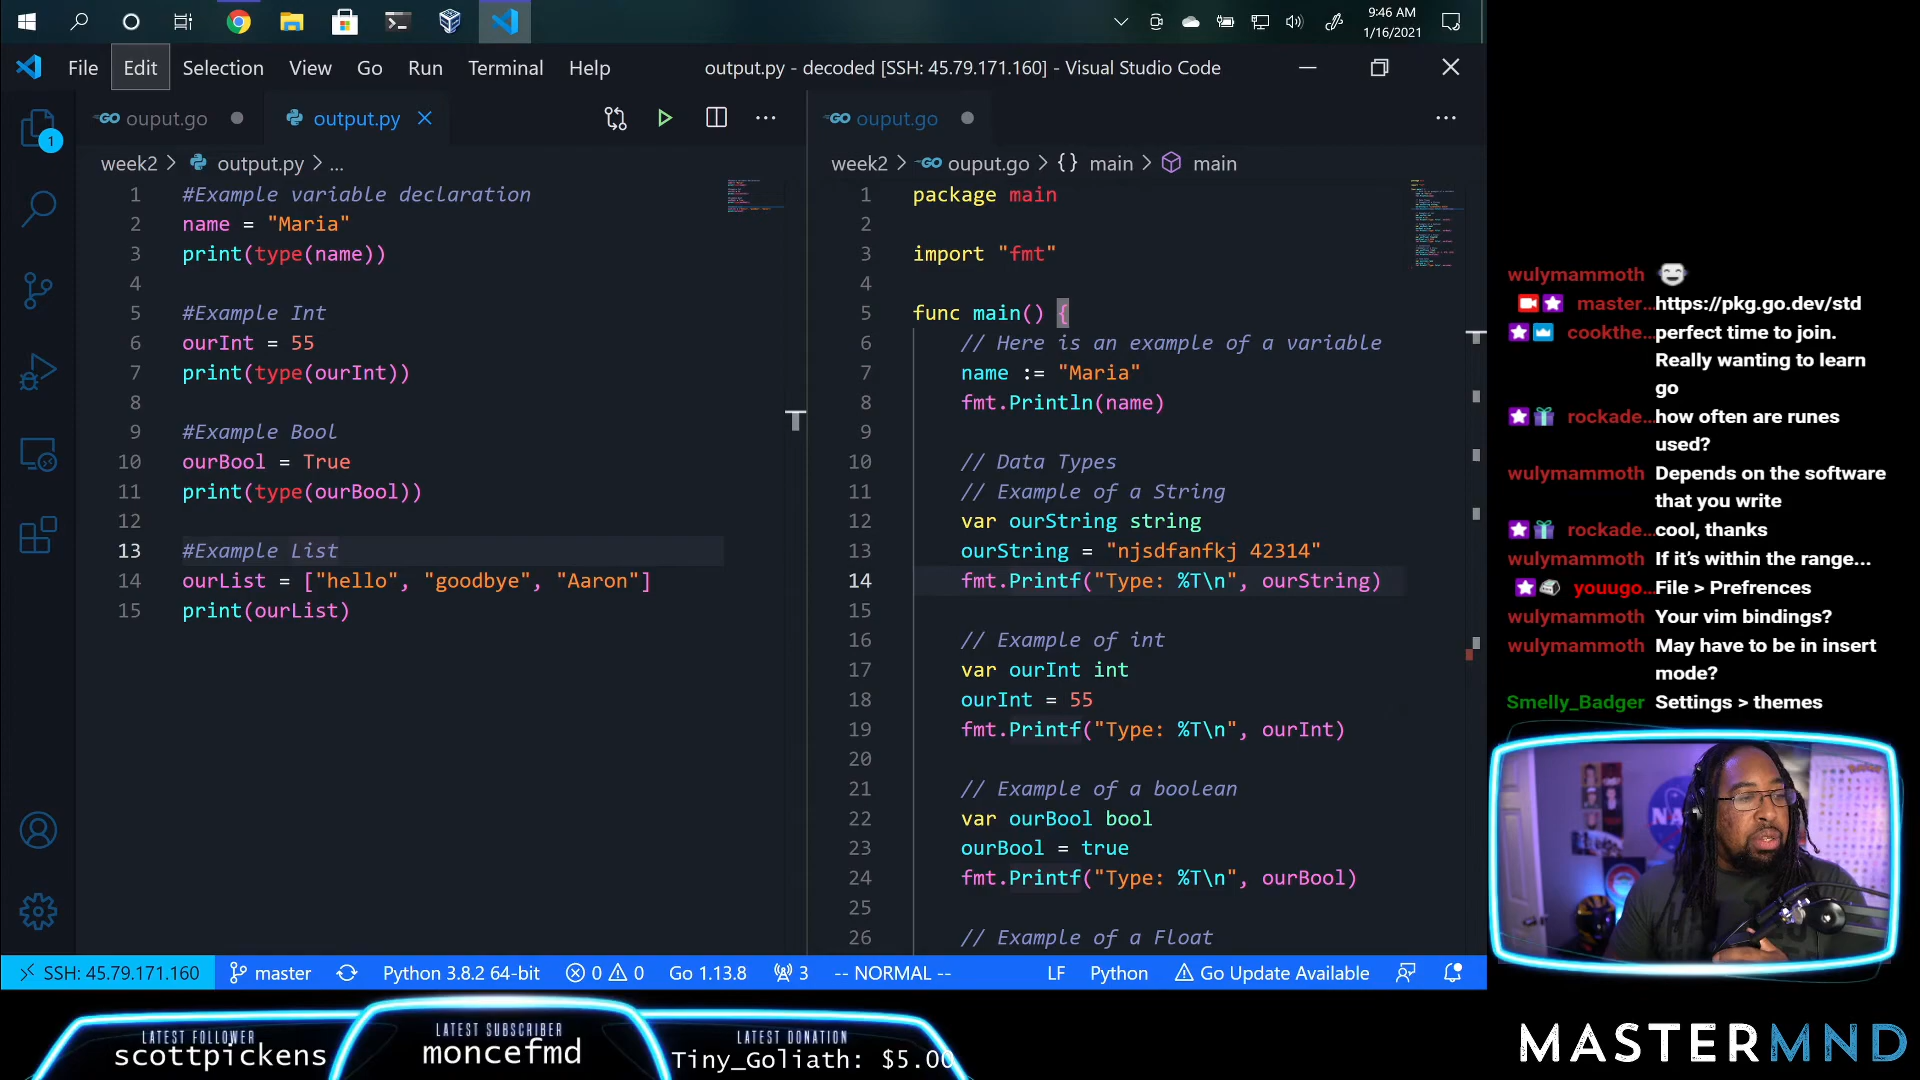 9:46 AM
1/16/2021
File Edit Selection View Go Run Terminal Help
output.py - decoded [SSH: 45.79.171.160] - Visual Studio Code
1
GO ouput.go
output.py
week2 > output.py > ...
1 #Example variable declaration
2 name = "Maria"
3 print(type(name))
4
5 #Example Int
6 ourInt = 55
7 print(type(ourInt))
8
9 #Example Bool
10 ourBool = True
11 print(type(ourBool))
12
13 #Example List
14 ourList = ["hello", "goodbye", "Aaron"]
15 print(ourList)
GO ouput.go
week2 > GO ouput.go > {} main > main
1 package main
2
3 import "fmt"
4
5 func main() {
6 // Here is an example of a variable
7 name := "Maria"
8 fmt.Println(name)
9
10 // Data Types
11 // Example of a String
12 var ourString string
13 ourString = "njsdfanfkj 42314"
14 fmt.Printf("Type: %T\n", ourString)
15
16 // Example of int
17 var ourInt int
18 ourInt = 55
19 fmt.Printf("Type: %T\n", ourInt)
20
21 // Example of a boolean
22 var ourBool bool
23 ourBool = true
24 fmt.Printf("Type: %T\n", ourBool)
25
26 // Example of a Float
SSH: 45.79.171.160 master Python 3.8.2 64-bit 0 0 Go 1.13.8 3 -- NORMAL -- LF Python Go Update Available
wulymammoth
master... https://pkg.go.dev/std
cookthe... perfect time to join.
Really wanting to learn
go
rockade... how often are runes
used?
wulymammoth Depends on the software
that you write
rockade... cool, thanks
wulymammoth If it's within the range...
youugo... File > Prefrences
wulymammoth Your vim bindings?
wulymammoth May have to be in insert
mode?
Smelly_Badger Settings > themes
LATEST FOLLOWER
scottpickens
LATEST SUBSCRIBER
moncefmd
LATEST DONATION
Tiny_Goliath: $5.00
MASTERMND